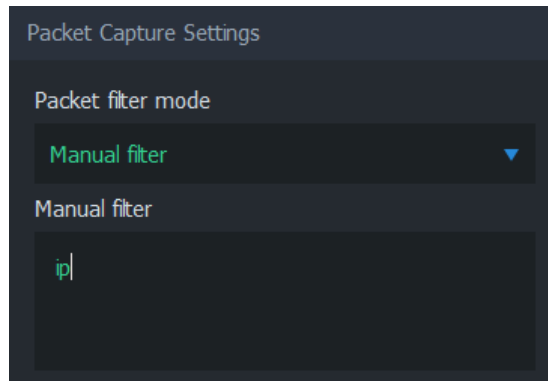 Packet Capture Settings
Packet filter mode
Manual filter
Manual filter
ip